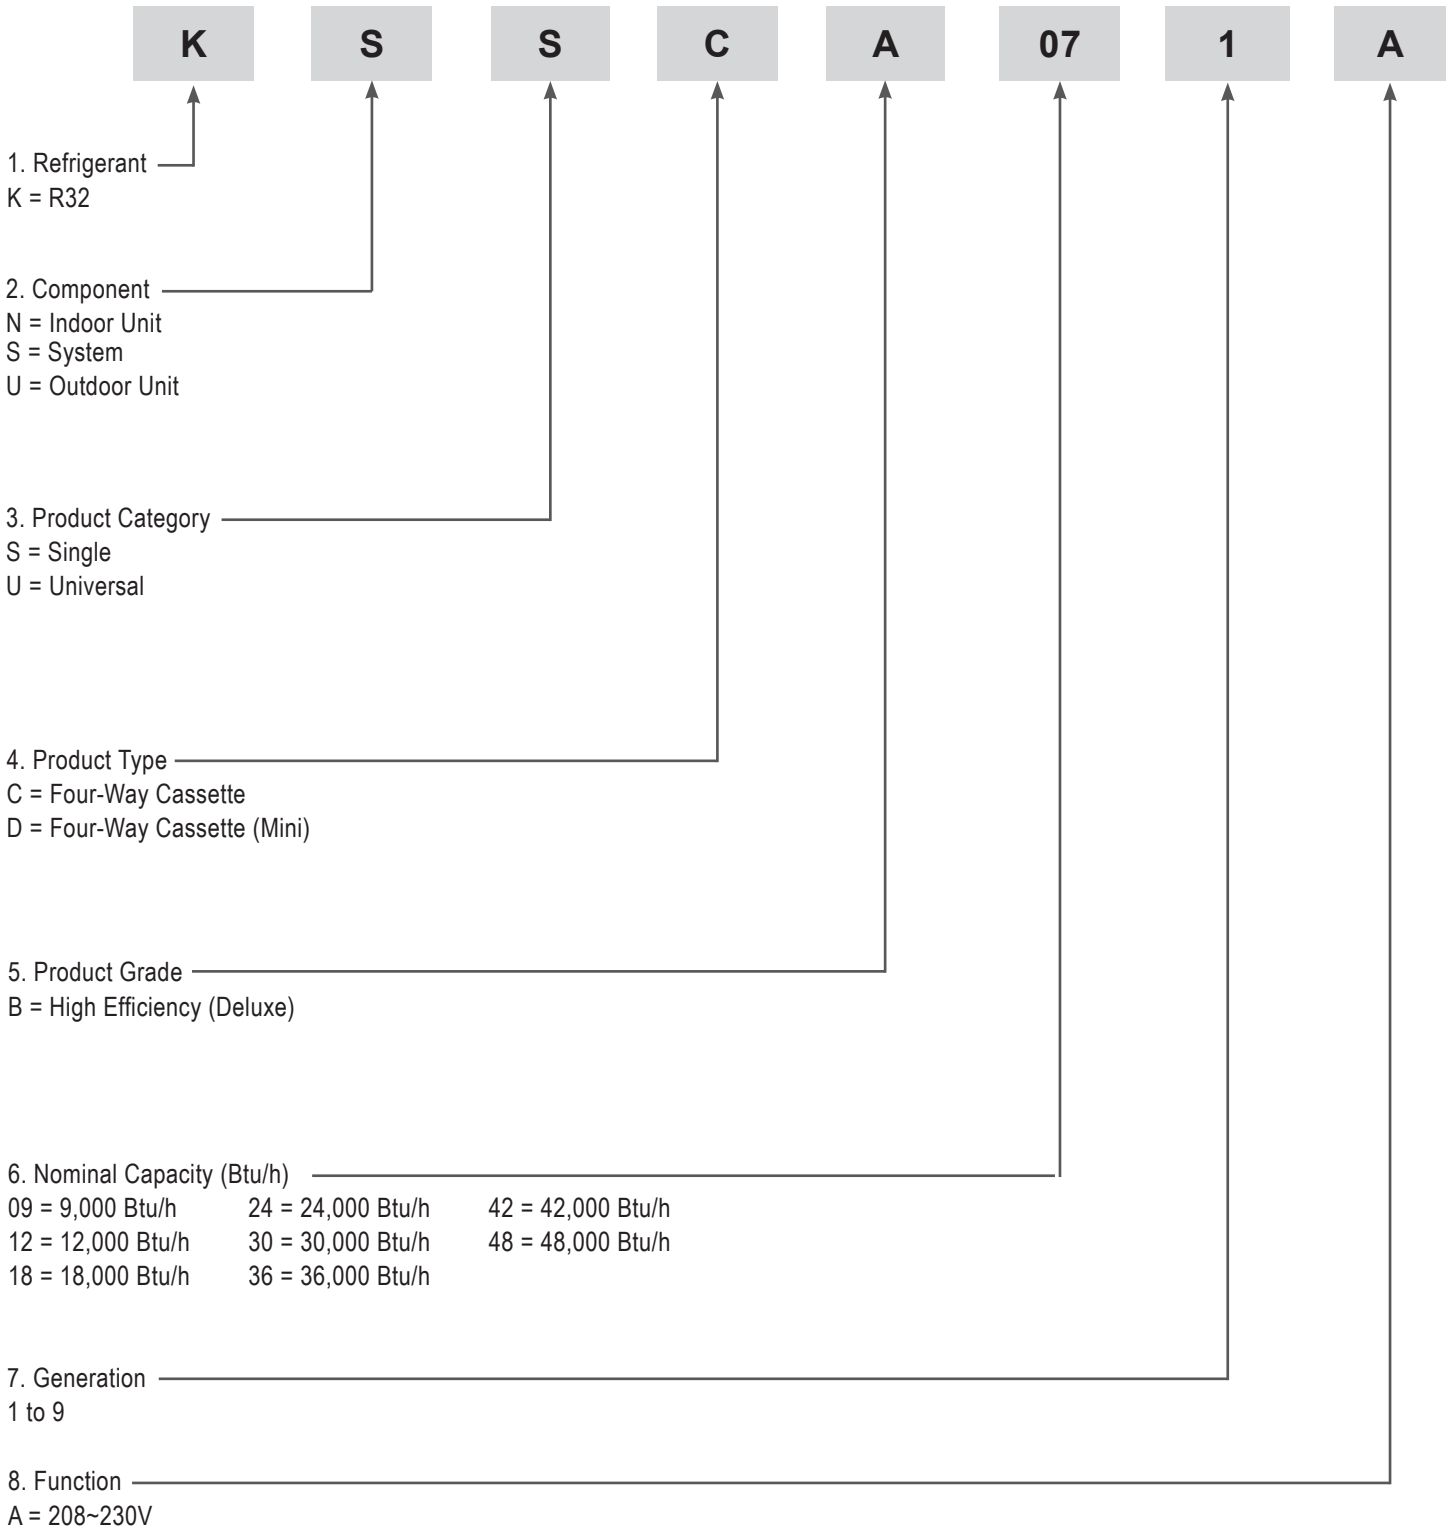 K S S C A 07 1 A
1. Refrigerant
K = R32
2. Component
N = Indoor Unit
S = System
U = Outdoor Unit
3. Product Category
S = Single
U = Universal
4. Product Type
C = Four-Way Cassette
D = Four-Way Cassette (Mini)
5. Product Grade
B = High Efficiency (Deluxe)
6. Nominal Capacity (Btu/h)
09 = 9,000 Btu/h 24 = 24,000 Btu/h 42 = 42,000 Btu/h
12 = 12,000 Btu/h 30 = 30,000 Btu/h 48 = 48,000 Btu/h
18 = 18,000 Btu/h 36 = 36,000 Btu/h
7. Generation
1 to 9
8. Function
A = 208~230V